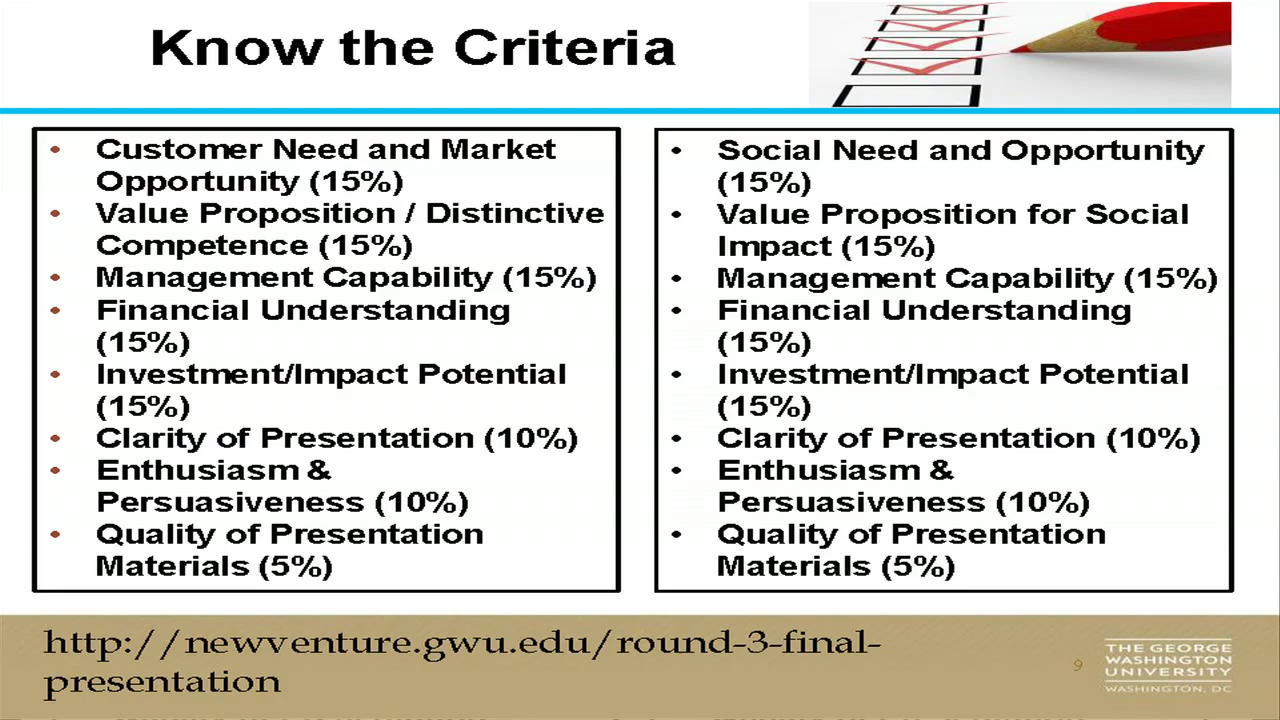 Know the Criteria
• Customer Need and Market
Opportunity (15%)
• Value Proposition / Distinctive
Competence (15%)
• Management Capability (15%)
• Financial Understanding
(15%)
• Investment/Impact Potential
(15%)
• Clarity of Presentation (10%)
• Enthusiasm &
Persuasiveness (10%)
• Quality of Presentation
Materials (5%)
• Social Need and Opportunity
(15%)
• Value Proposition for Social
Impact (15%)
• Management Capability (15%)
• Financial Understanding
(15%)
• Investment/Impact Potential
(15%)
• Clarity of Presentation (10%)
• Enthusiasm &
Persuasiveness (10%)
• Quality of Presentation
Materials (5%)
http://newventure.gwu.edu/round-3-final-
presentation
9
THE GEORGE
WASHINGTON
UNIVERSITY
WASHINGTON, DC